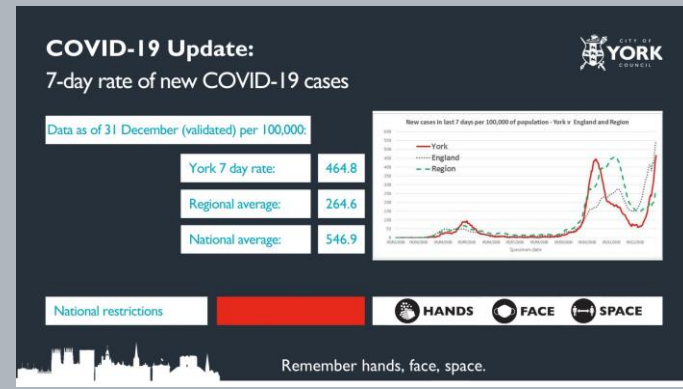 COVID-19 Update:
7-day rate of new COVID-19 cases
CITY OF
YORK
COUNCIL
Data as of 31 December (validated) per 100,000:
York 7 day rate: 464.8
Regional average: 264.6
National average: 546.9
New cases in last 7 days per 100,000 of population - York v England and Region
York
England
Region
Specimen date
National restrictions
HANDS FACE SPACE
Remember hands, face, space.